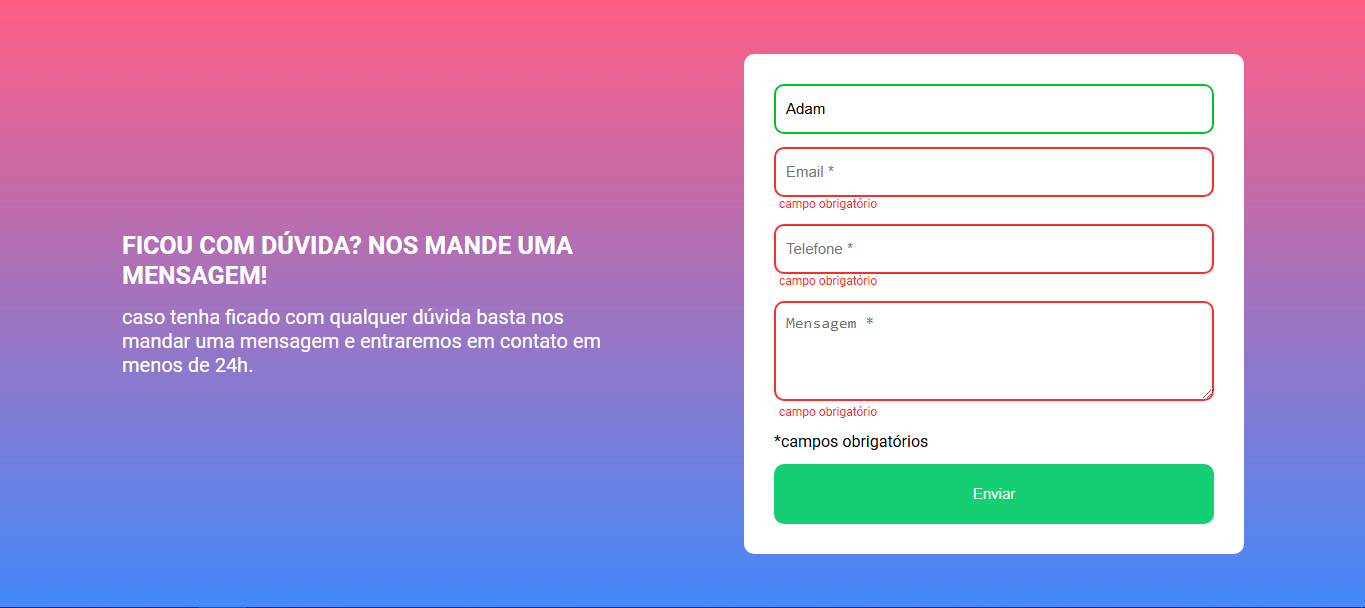 FICOU COM DÚVIDA? NOS MANDE UMA
MENSAGEM!
caso tenha ficado com qualquer dúvida basta nos
mandar uma mensagem e entraremos em contato em
menos de 24h.
Adam
Email *
campo obrigatório
Telefone *
campo obrigatório
Mensagem *
campo obrigatório
*campos obrigatórios
Enviar